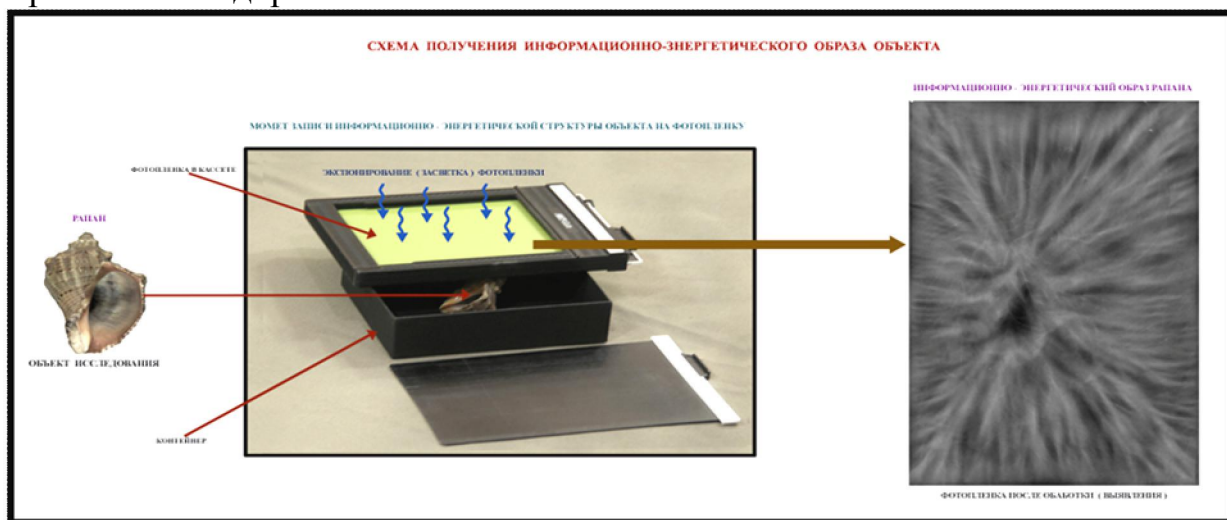 СХЕМА ПОЛУЧЕНИЯ ИНФОРМАЦИОННО-ЗНЕРГЕТИЧЕСКОГО ОБРАЗА ОБЪЕКТА
ИНФОРМАЦИОННО - ЭНЕРГЕТИЧЕСКИЙ ОБРАЗ РАПАНА
МОМЕТ ЗАПИСИ ИНФОРМАЦИОННО - ЭНЕРГЕТИЧЕСКОЙ СТРУКТУРЫ ОБЪЕКТА НА ФОТОПЛЕНКУ
ФОТОПЛЕНКА В КАССЕТЕ
ЭКСПОНИРОВАНИЕ ( ЗАСВЕТКА ) ФОТОПЛЕНКИ
РАПАН
ОБЪЕКТ ИССЛЕДОВАНИЯ
КОНТЕЙНЕР
ФОТОПЛЕНКА ПОСЛЕ ОБАБОТКИ ( ВЫЯВЛЕНИЯ )